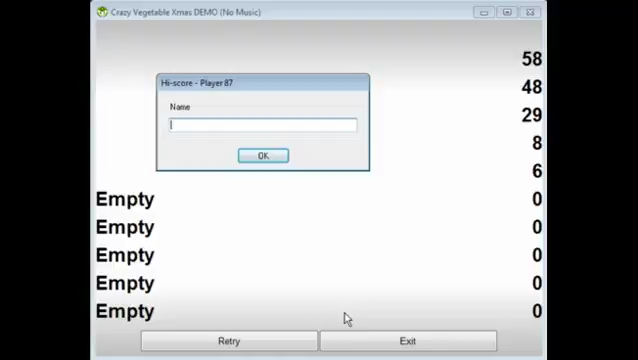 Crazy Vegetable Xmas DEMO (No Music)
58
Hi-score - Player 87
48
Name
29
8
OK
6
Empty 0
Empty 0
Empty 0
Empty 0
Empty 0
Retry Exit